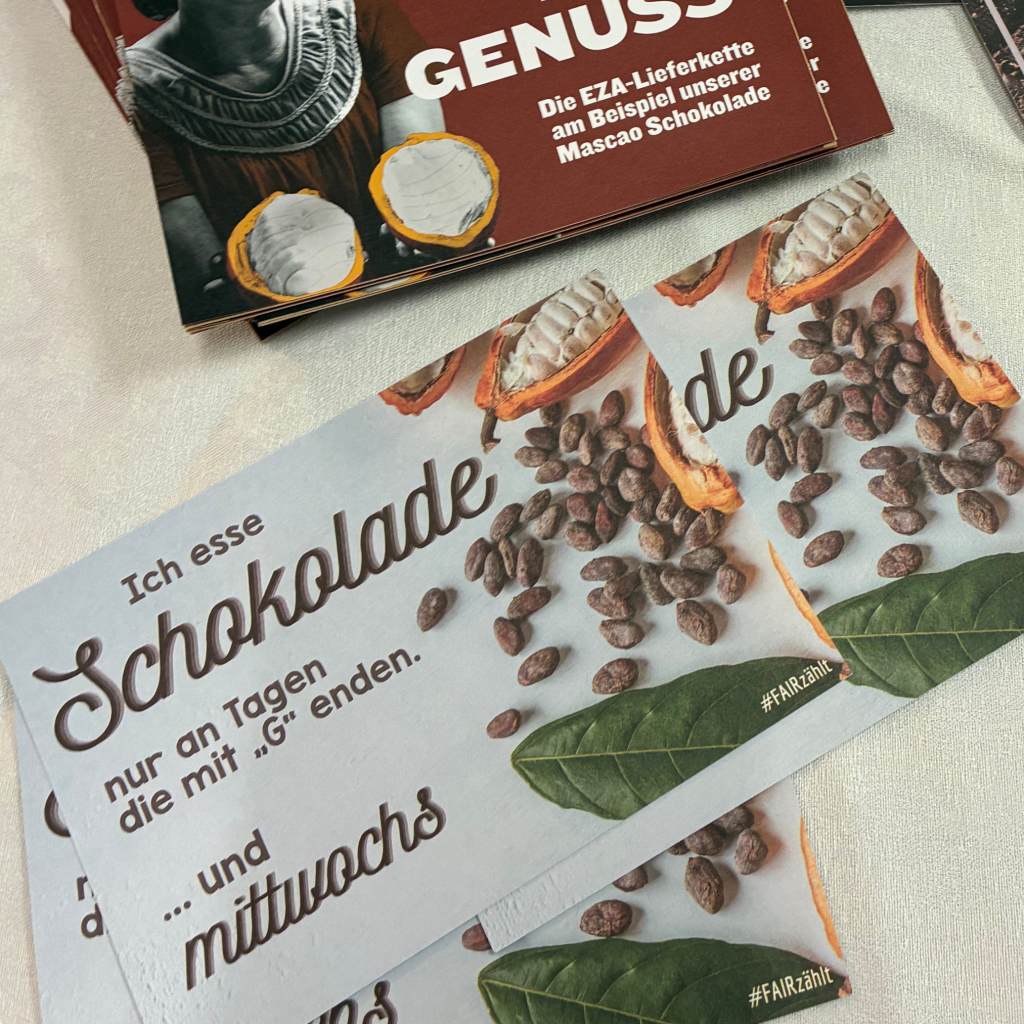 GENUSS
Die EZA-Lieferkette
am Beispiel unserer
Mascao Schokolade
e
r
e
Ich esse
Schokolade
nur an Tagen
die mit „G“ enden.
... und
mittwochs
#FAIRzählt
de
#FAIRzählt